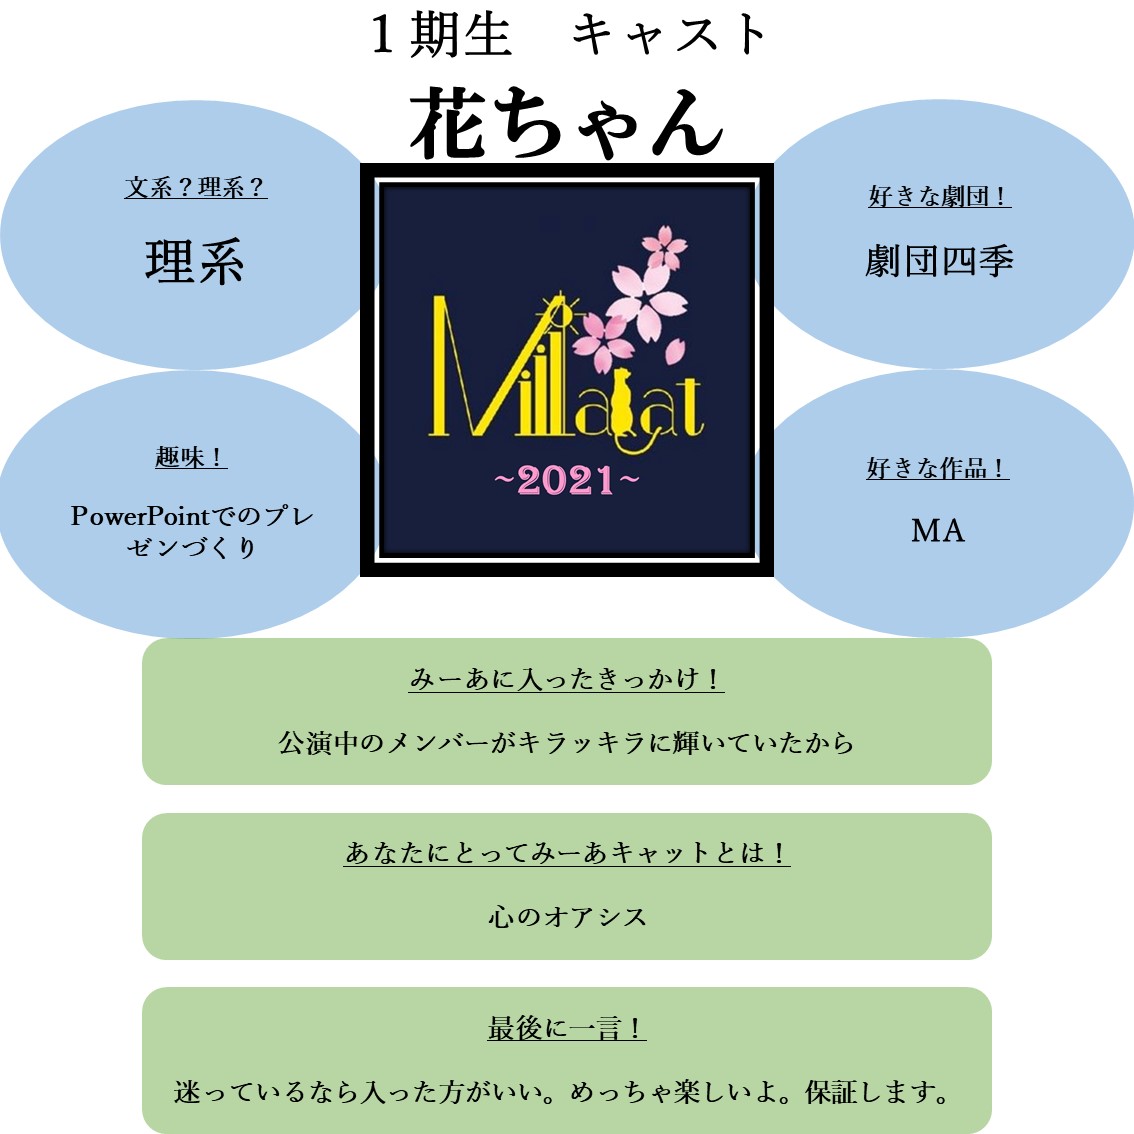 １期生　キャスト
花ちゃん
文系？理系？
理系
好きな劇団！
劇団四季
趣味！
PowerPointでのプレ
ゼンづくり
好きな作品！
MA
Millacat
~2021~
みーあに入ったきっかけ！
公演中のメンバーがキラッキラに輝いていたから
あなたにとってみーあキャットとは！
心のオアシス
最後に一言！
迷っているなら入った方がいい。めっちゃ楽しいよ。保証します。